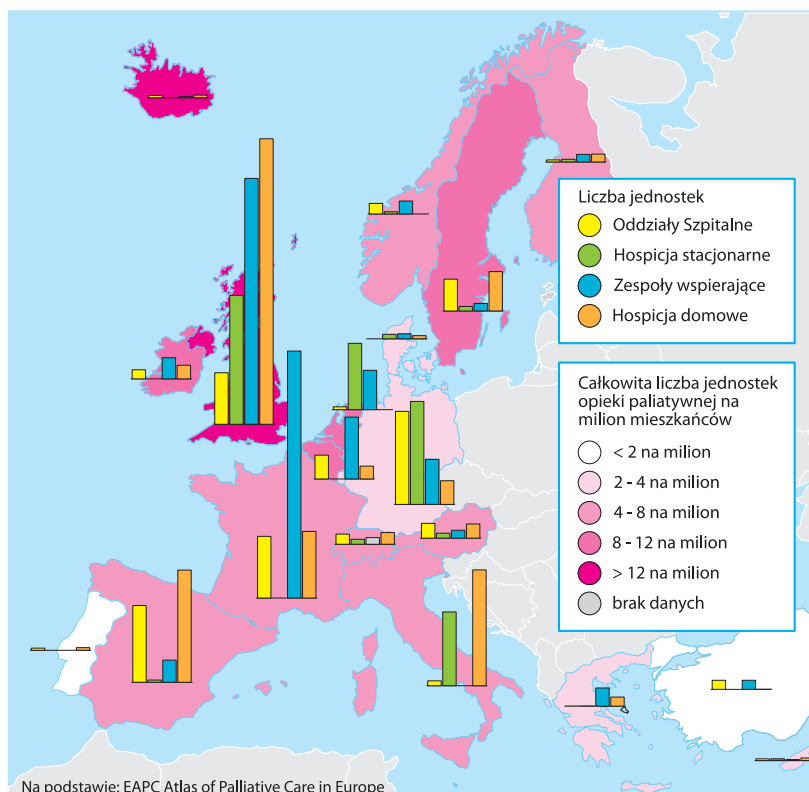 Liczba jednostek
Oddziały Szpitalne
Hospicja stacjonarne
Zespoły wspierające
Hospicja domowe
Całkowita liczba jednostek
opieki paliatywnej na
milion mieszkańców
< 2 na milion
2 - 4 na milion
4 - 8 na milion
8 - 12 na milion
> 12 na milion
brak danych
Na podstawie: EAPC Atlas of Palliative Care in Europe